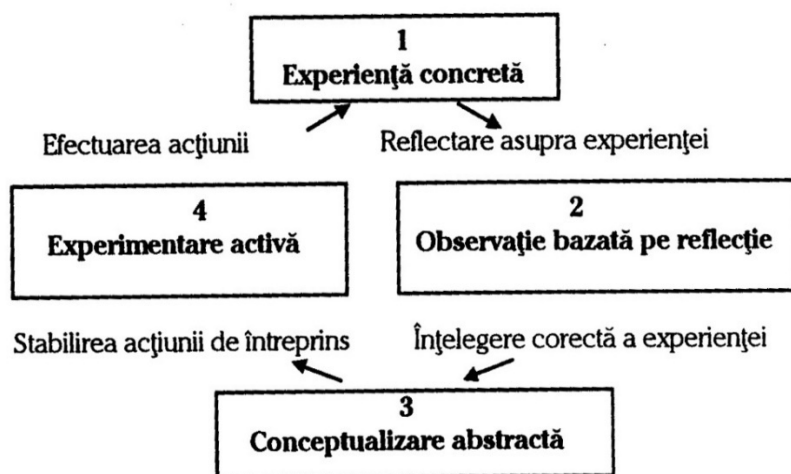 1
Experiență concretă
Efectuarea acțiunii
Reflectare asupra experienței
4
Experimentare activă
2
Observație bazată pe reflecție
Stabilirea acțiunii de întreprins
Înțelegere corectă a experienței
3
Conceptualizare abstractă